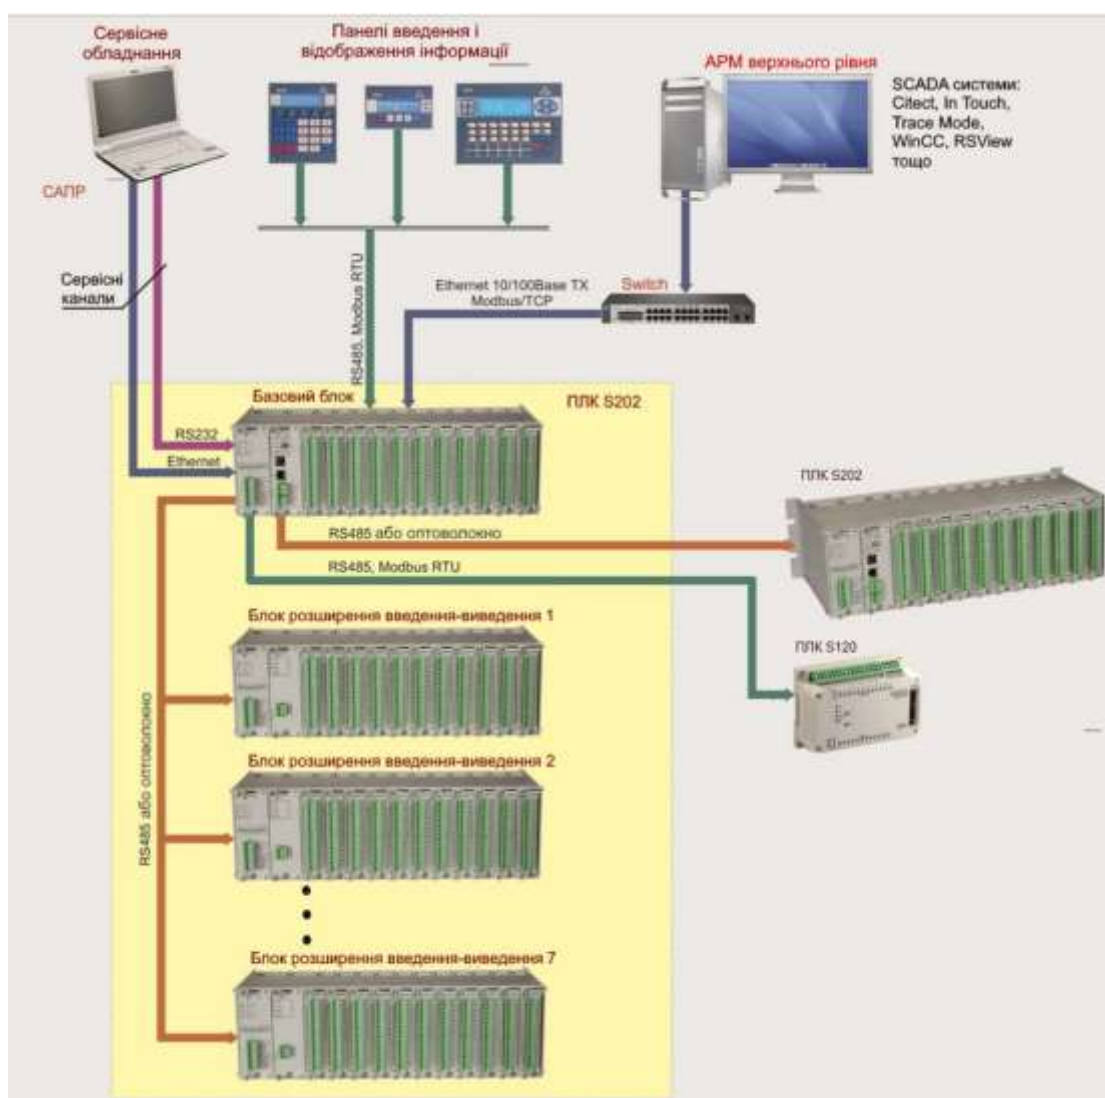 Сервісне
обладнання
Панелі введення і
відображення інформації
АРМ верхнього рівня
SCADA системи:
Citect, In Touch,
Trace Mode,
WinCC, RSView
тощо
САПР
Сервісні
канали
RS485, Modbus RTU
Ethernet 10/100Base TX
Modbus/TCP
Switch
Базовий блок
ПЛК S202
RS232
Ethernet
ПЛК S202
RS485 або оптоволокно
RS485, Modbus RTU
Блок розширення введення-виведення 1
ПЛК S120
RS485 або оптоволокно
Блок розширення введення-виведення 2
Блок розширення введення-виведення 7